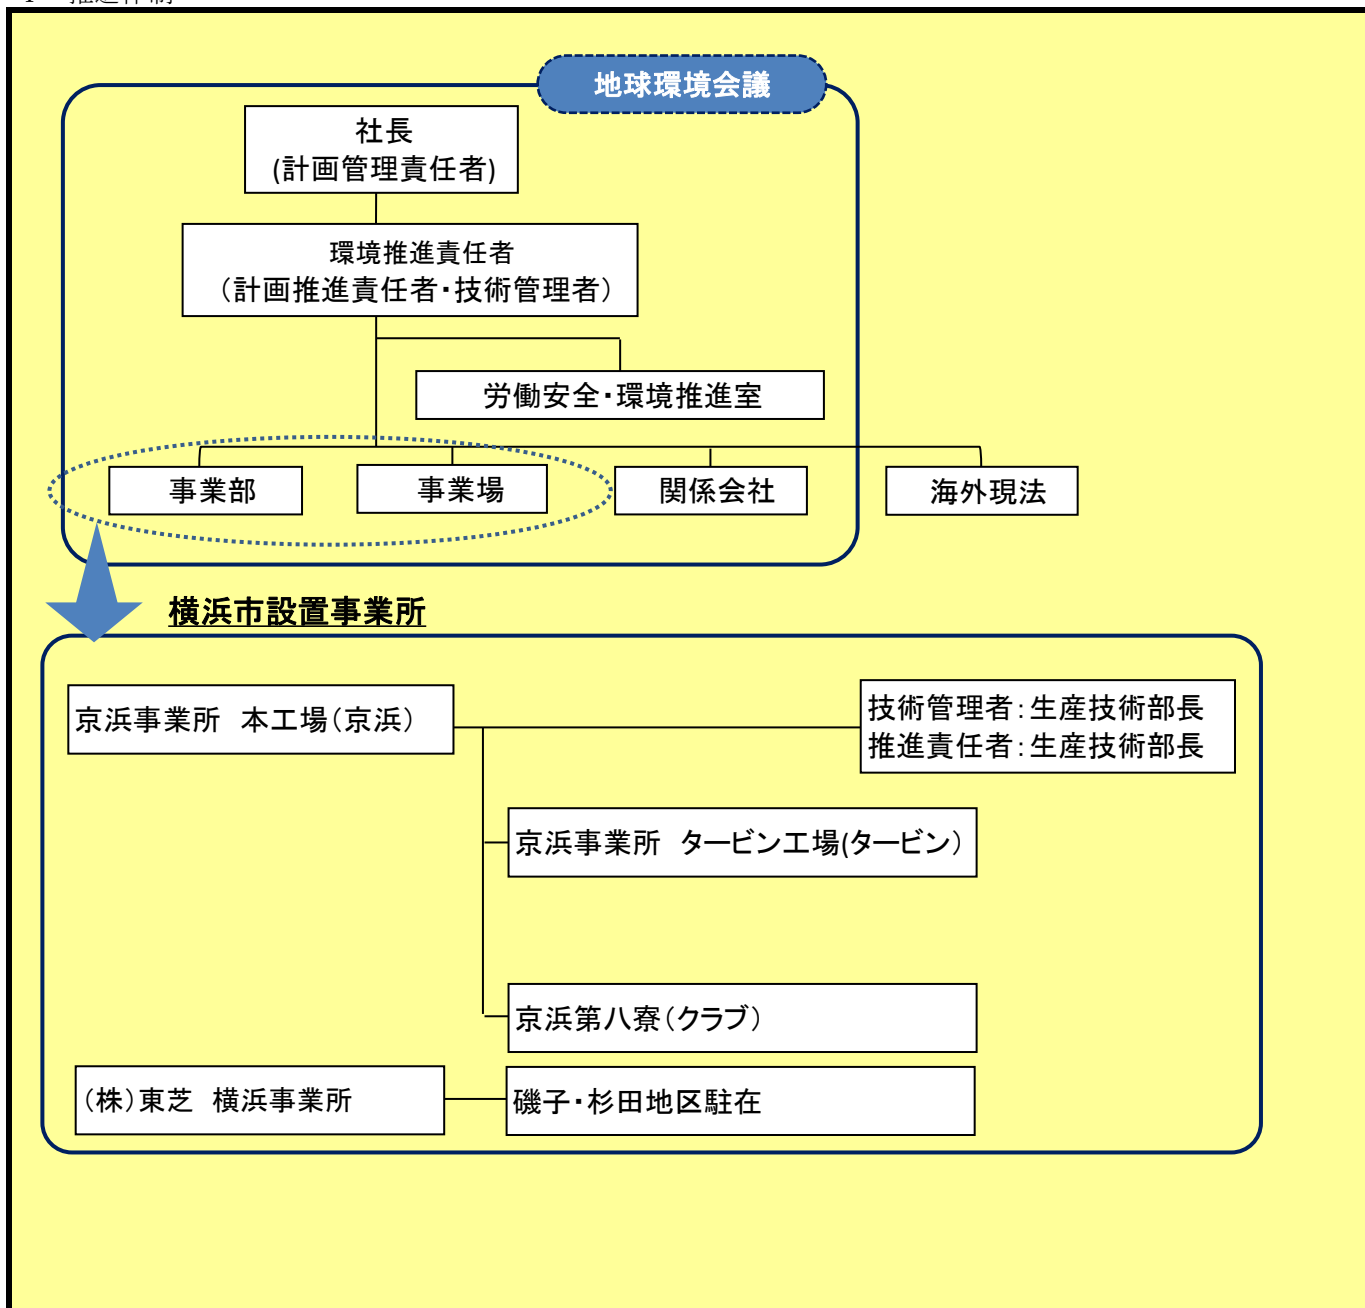 地球環境会議
社長
(計画管理責任者)
環境推進責任者
（計画推進責任者・技術管理者）
労働安全・環境推進室
事業部
事業場
関係会社
海外現法
横浜市設置事業所
京浜事業所　本工場（京浜）
技術管理者：生産技術部長
推進責任者：生産技術部長
京浜事業所　タービン工場(タービン）
京浜第八寮（クラブ）
（株）東芝　横浜事業所
磯子・杉田地区駐在